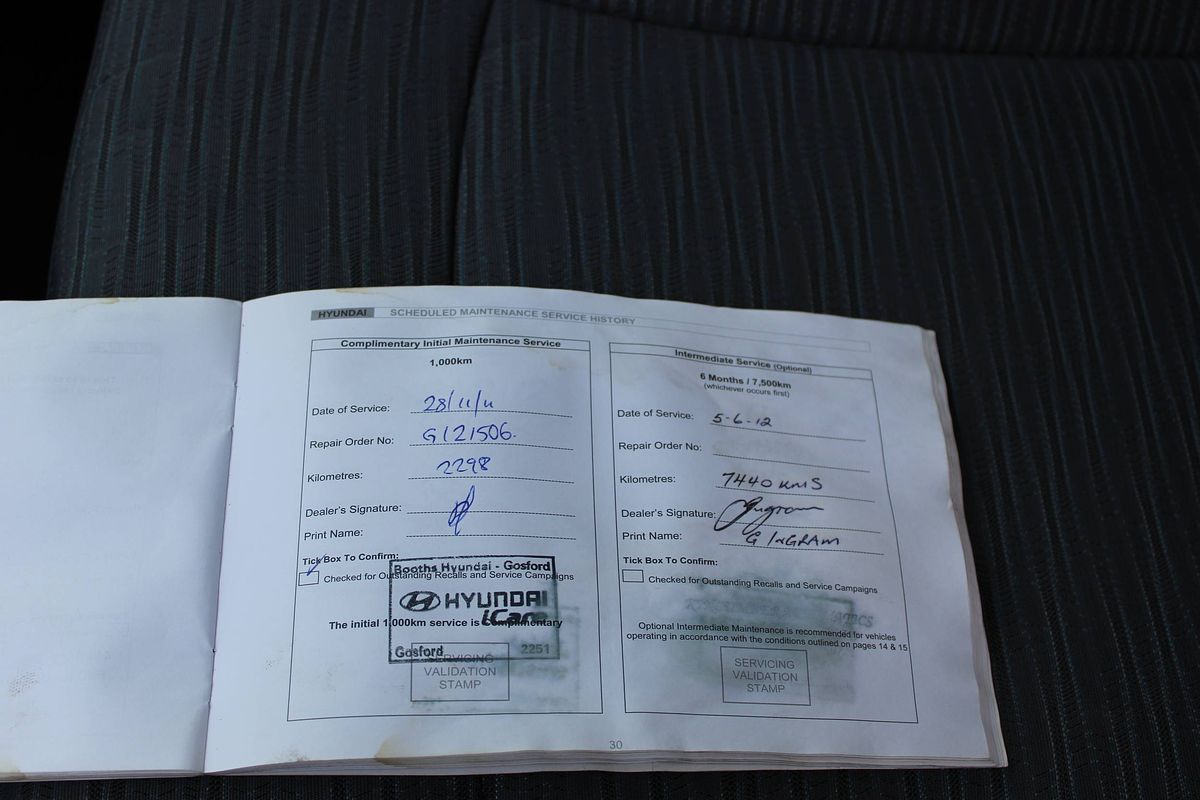 HYUNDAI SCHEDULED MAINTENANCE SERVICE HISTORY
Complimentary Initial Maintenance Service
1,000km
Date of Service: 28/11/11
Repair Order No: G121506.
Kilometres: 2298
Dealer's Signature:
Print Name:
Tick Box To Confirm:
Checked for Outstanding Recalls and Service Campaigns
The initial 1,000km service is complimentary
Booths Hyundai - Gosford
HYUNDAI
iCare
Gosford 2251
SERVICING
VALIDATION
STAMP
Intermediate Service (Optional)
6 Months / 7,500km
(whichever occurs first)
Date of Service: 5-6-12
Repair Order No:
Kilometres: 7440 KMS
Dealer's Signature: Ingram
Print Name: G INGRAM
Tick Box To Confirm:
Checked for Outstanding Recalls and Service Campaigns
Optional Intermediate Maintenance is recommended for vehicles
operating in accordance with the conditions outlined on pages 14 & 15
SERVICING
VALIDATION
STAMP
30